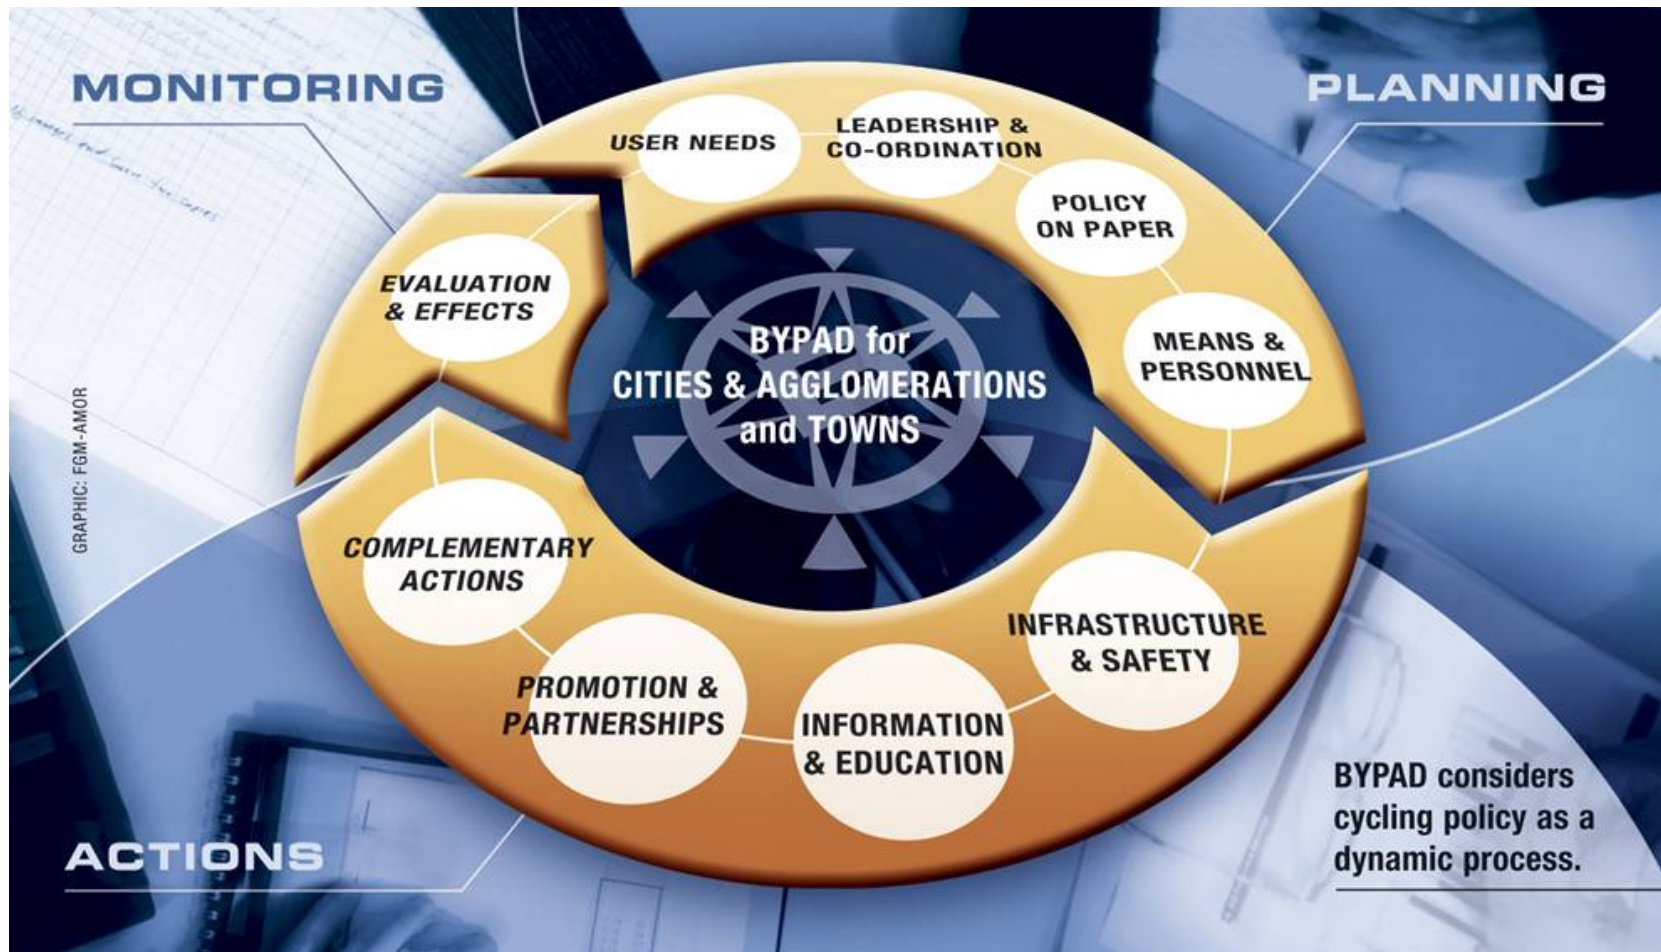 MONITORING
PLANNING
USER NEEDS
LEADERSHIP &
CO-ORDINATION
POLICY
ON PAPER
MEANS &
PERSONNEL
EVALUATION
& EFFECTS
BYPAD for
CITIES & AGGLOMERATIONS
and TOWNS
GRAPHIC: FGM-AMOR
COMPLEMENTARY
ACTIONS
INFRASTRUCTURE
& SAFETY
PROMOTION &
PARTNERSHIPS
INFORMATION
& EDUCATION
ACTIONS
BYPAD considers
cycling policy as a
dynamic process.